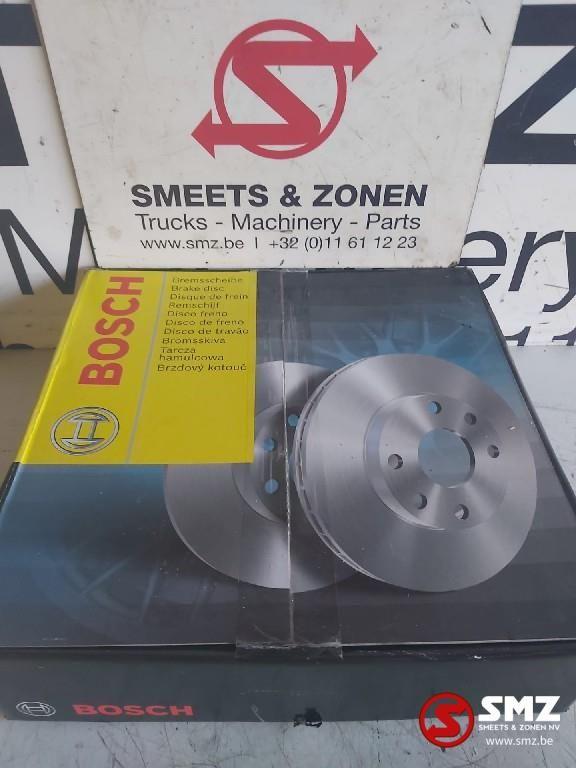 SMEETS & ZONEN
Trucks - Machinery - Parts
www.smz.be | +32 (0)11 61 12 23
BOSCH
Bremsscheibe
Brake disc
Disque de frein
Remschijf
Disco freno
Disco de freno
Disco de travão
Bromsskiva
Tarcza
hamulcowa
Brzdový kotouč
BOSCH
SMZ
SMEETS & ZONEN NV
www.smz.be